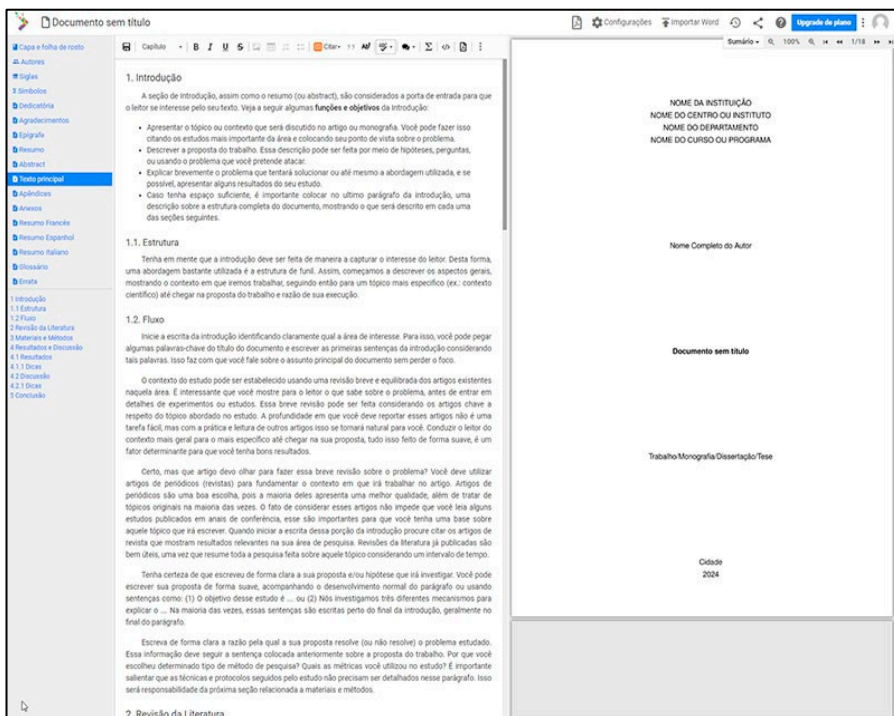 Documento sem título
Configurações
Importar Word
Upgrade de plano
Capa e folha de rosto
Autores
Siglas
Símbolos
Dedicatória
Agradecimentos
Epígrafe
Resumo
Abstract
Texto principal
Apêndices
Anexos
Resumo Francês
Resumo Espanhol
Resumo Italiano
Glossário
Errata
1 Introdução
1.1 Estrutura
1.2 Fluxo
2 Revisão da Literatura
3 Materiais e Métodos
4 Resultados e Discussão
4.1 Resultados
4.1.1 Dicas
4.2 Discussão
4.2.1 Dicas
5 Conclusão
Capítulo
B I U S
Citar
1. Introdução
A seção de Introdução, assim como o resumo (ou abstract), são considerados a porta de entrada para que
o leitor se interesse pelo seu texto. Veja a seguir algumas funções e objetivos da Introdução:
• Apresentar o tópico ou contexto que será discutido no artigo ou monografia. Você pode fazer isso
citando os estudos mais importante da área e colocando seu ponto de vista sobre o problema.
• Descrever a proposta do trabalho. Essa descrição pode ser feita por meio de hipóteses, perguntas,
ou usando o problema que você pretende atacar.
• Explicar brevemente o problema que tentará solucionar ou até mesmo a abordagem utilizada, e se
possível, apresentar alguns resultados do seu estudo.
• Caso tenha espaço suficiente, é importante colocar no ultimo parágrafo da introdução, uma
descrição sobre a estrutura completa do documento, mostrando o que será descrito em cada uma
das seções seguintes.
1.1. Estrutura
Tenha em mente que a introdução deve ser feita de maneira a capturar o interesse do leitor. Desta forma,
uma abordagem bastante utilizada é a estrutura de funil. Assim, começamos a descrever os aspectos gerais,
mostrando o contexto em que iremos trabalhar, seguindo então para um tópico mais especifico (ex.: contexto
científico) até chegar na proposta do trabalho e razão de sua execução.
1.2. Fluxo
Inicie a escrita da introdução identificando claramente qual a área de interesse. Para isso, você pode pegar
algumas palavras-chave do título do documento e escrever as primeiras sentenças da introdução considerando
tais palavras. Isso faz com que você fale sobre o assunto principal do documento sem perder o foco.
O contexto do estudo pode ser estabelecido usando uma revisão breve e equilibrada dos artigos existentes
naquela área. É interessante que você mostre para o leitor o que sabe sobre o problema, antes de entrar em
detalhes de experimentos ou estudos. Essa breve revisão pode ser feita considerando os artigos chave a
respeito do tópico abordado no estudo. A profundidade em que você deve reportar esses artigos não é uma
tarefa fácil, mas com a prática e leitura de outros artigos isso se tornará natural para você. Conduzir o leitor do
contexto mais geral para o mais específico até chegar na sua proposta, tudo isso feito de forma suave, é um
fator determinante para que você tenha bons resultados.
Certo, mas que artigo devo olhar para fazer essa breve revisão sobre o problema? Você deve utilizar
artigos de periódicos (revistas) para fundamentar o contexto em que irá trabalhar no artigo. Artigos de
periódicos são uma boa escolha, pois a maioria deles apresenta uma melhor qualidade, além de tratar de
tópicos originais na maioria das vezes. O fato de considerar esses artigos não impede que você leia alguns
estudos publicados em anais de conferência, esse são importantes para que você tenha uma base sobre
aquele tópico que irá escrever. Quando iniciar a escrita dessa porção da introdução procure citar os artigos de
revista que mostram resultados relevantes na sua área de pesquisa. Revisões da literatura já publicadas são
bem úteis, uma vez que resume toda a pesquisa feita sobre aquele tópico considerando um intervalo de tempo.
Tenha certeza de que escreveu de forma clara a sua proposta e/ou hipótese que irá investigar. Você pode
escrever sua proposta de forma suave, acompanhando o desenvolvimento normal do parágrafo ou usando
sentenças como: (1) O objetivo desse estudo é ... ou (2) Nós investigamos três diferentes mecanismos para
explicar o ... Na maioria das vezes, essas sentenças são escritas perto do final da introdução, geralmente no
final do parágrafo.
Escreva de forma clara a razão pela qual a sua proposta resolve (ou não resolve) o problema estudado.
Essa informação deve seguir a sentença colocada anteriormente sobre a proposta do trabalho. Por que você
escolheu determinado tipo de método de pesquisa? Quais as métricas você utilizou no estudo? É importante
salientar que as técnicas e protocolos seguidos pelo estudo não precisam ser detalhados nesse parágrafo. Isso
será responsabilidade da próxima seção relacionada a materiais e métodos.
2. Revisão da Literatura
Sumário
100%
1/18
NOME DA INSTITUIÇÃO
NOME DO CENTRO OU INSTITUTO
NOME DO DEPARTAMENTO
NOME DO CURSO OU PROGRAMA
Nome Completo do Autor
Documento sem título
Trabalho/Monografia/Dissertação/Tese
Cidade
2024